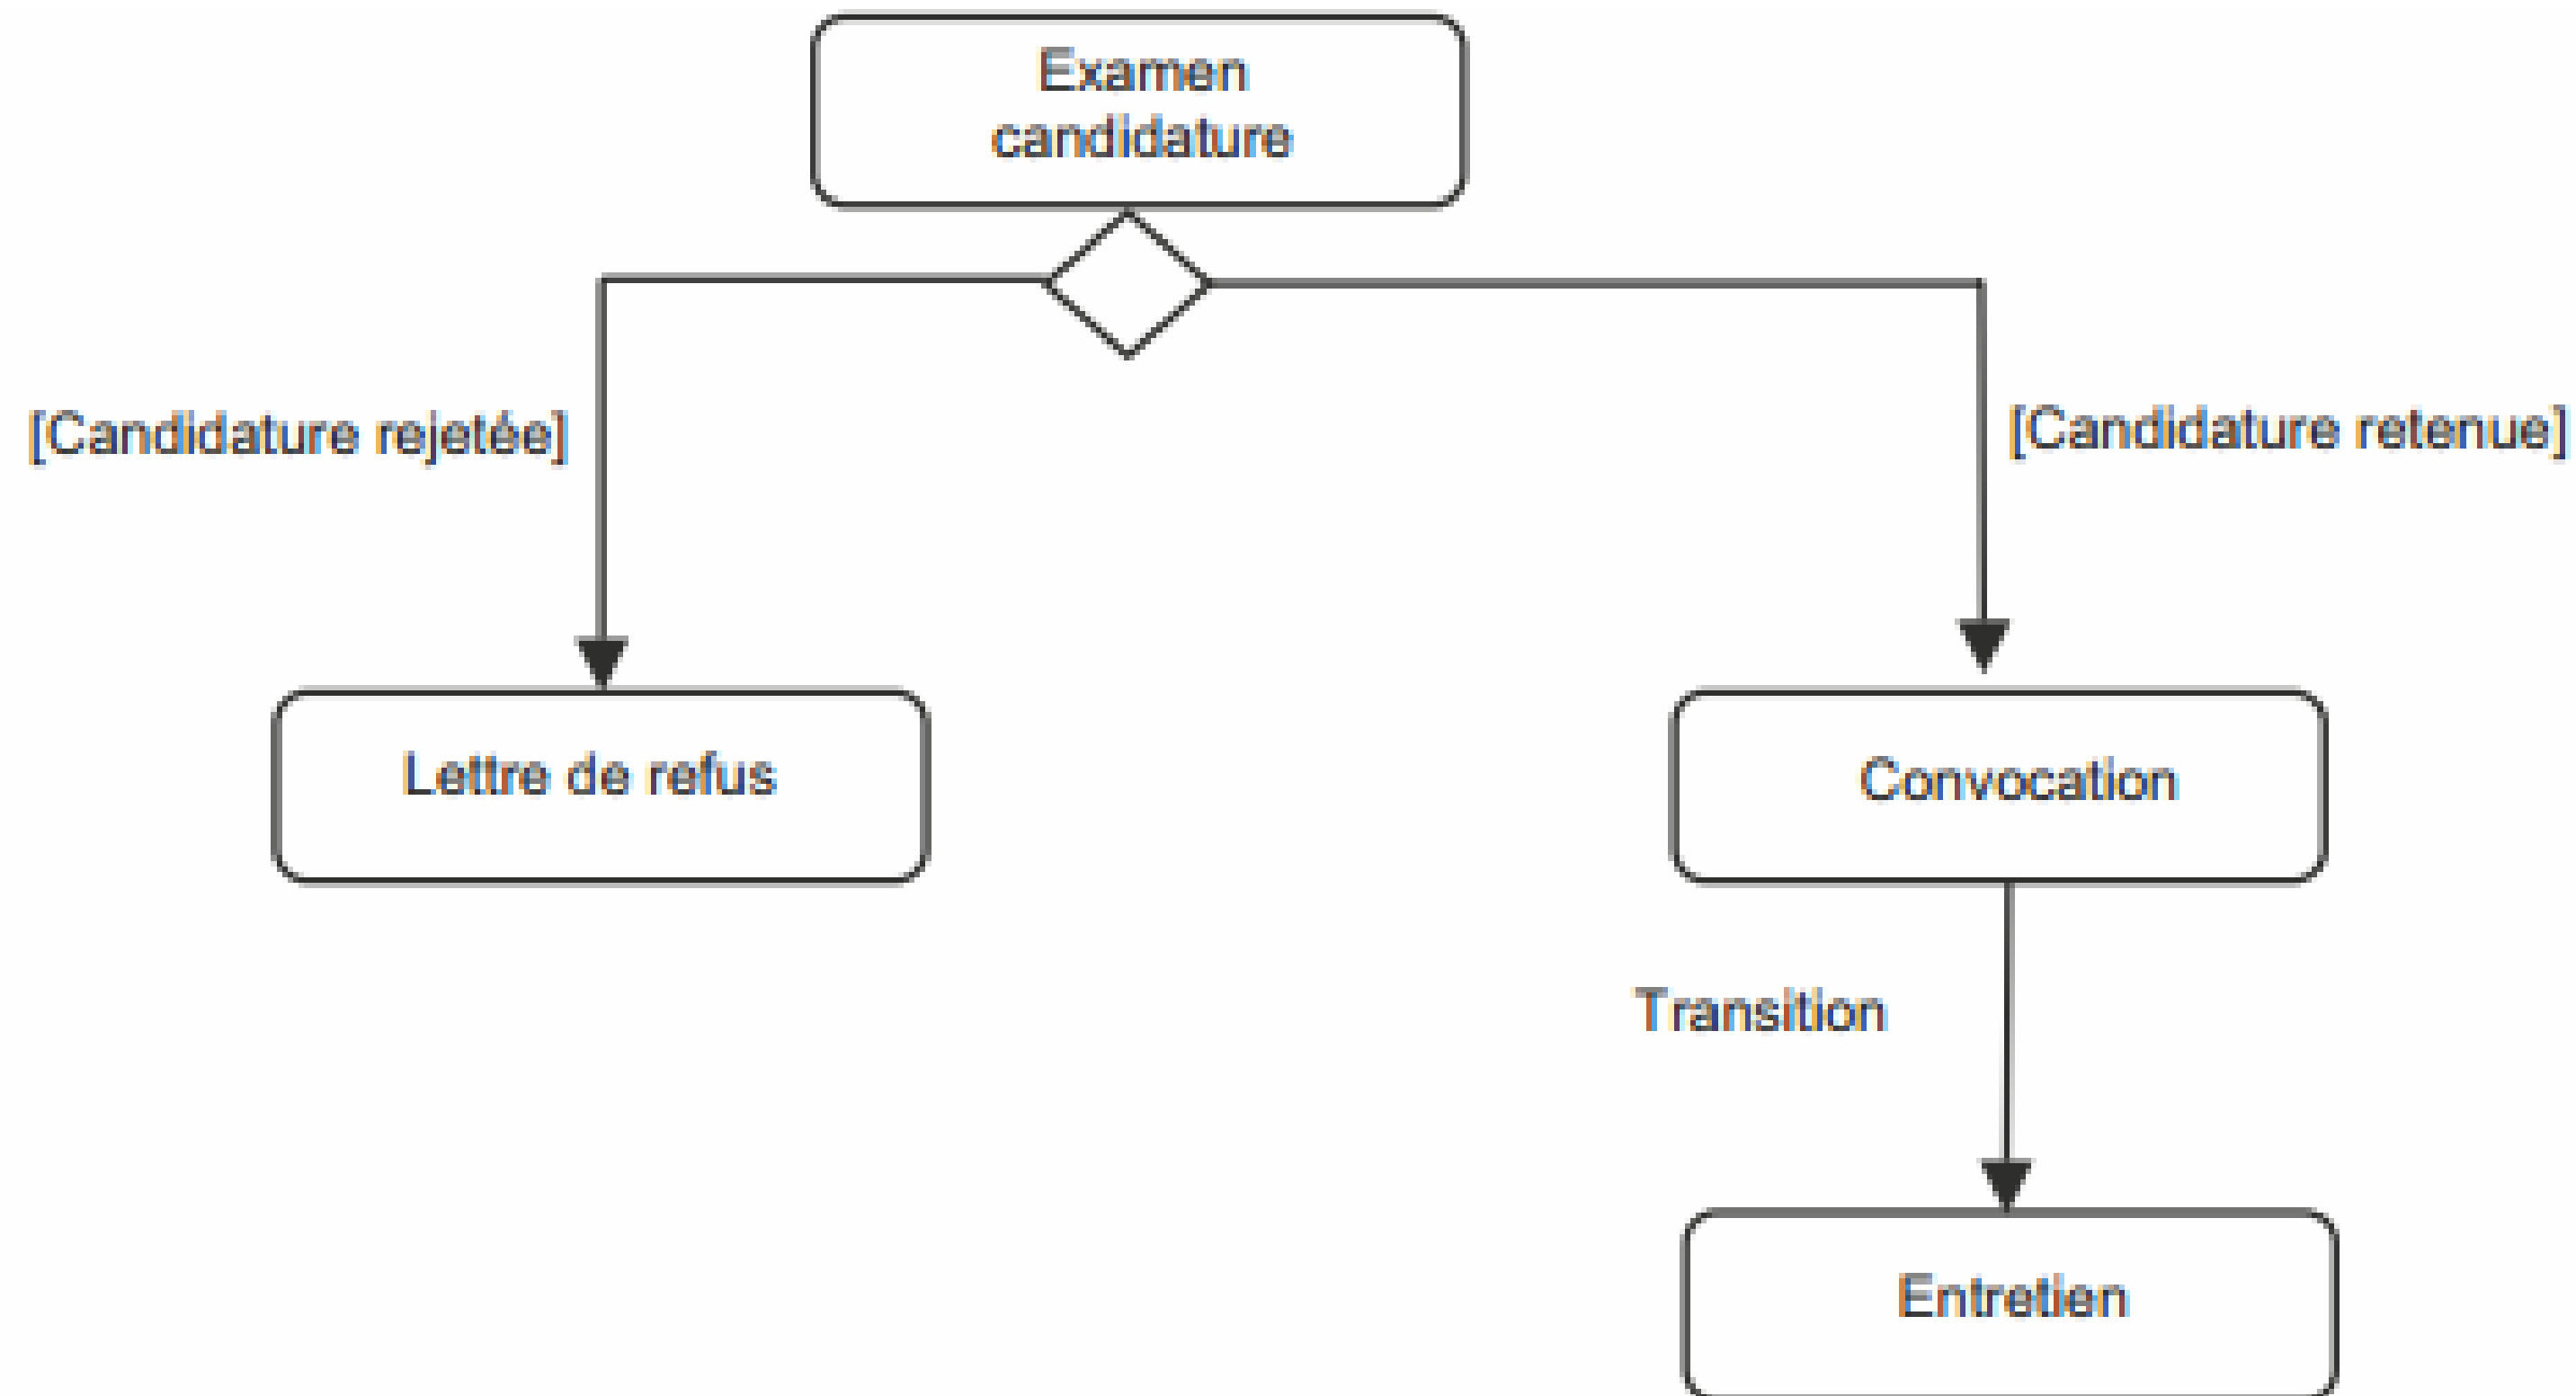 Examen
candidature
[Candidature rejetée]
[Candidature retenue]
Lettre de refus
Convocation
Transition
Entretien